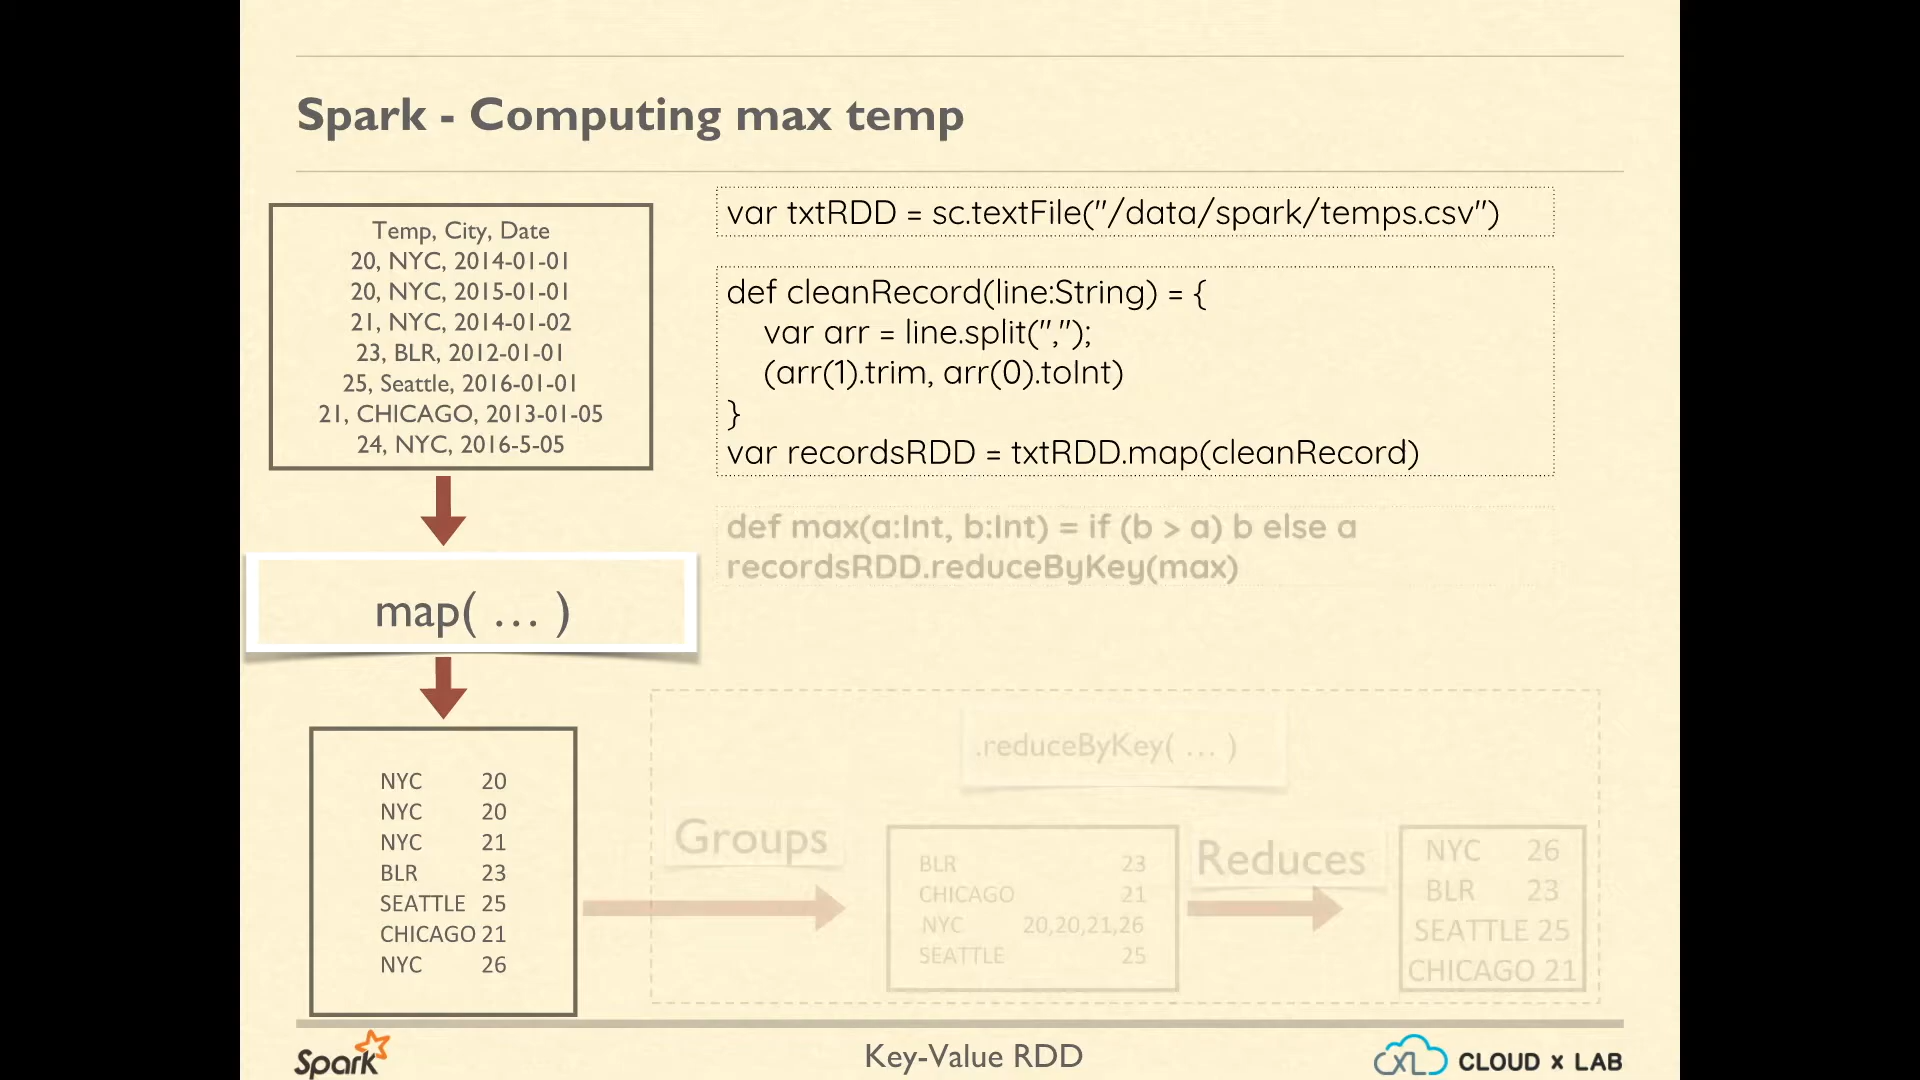 Spark - Computing max temp
Temp, City, Date
20, NYC, 2014-01-01
20, NYC, 2015-01-01
21, NYC, 2014-01-02
23, BLR, 2012-01-01
25, Seattle, 2016-01-01
21, CHICAGO, 2013-01-05
24, NYC, 2016-5-05
var txtRDD = sc.textFile("/data/spark/temps.csv")
def cleanRecord(line:String) = {
var arr = line.split(",");
(arr(1).trim, arr(0).toInt)
}
var recordsRDD = txtRDD.map(cleanRecord)
def max(a:Int, b:Int) = if (b > a) b else a
recordsRDD.reduceByKey(max)
map( … )
NYC 20
NYC 20
NYC 21
BLR 23
SEATTLE 25
CHICAGO 21
NYC 26
.reduceByKey( … )
Groups
BLR 23
CHICAGO 21
NYC 20,20,21,26
SEATTLE 25
Reduces
NYC 26
BLR 23
SEATTLE 25
CHICAGO 21
Spark
Key-Value RDD
CXL CLOUD x LAB